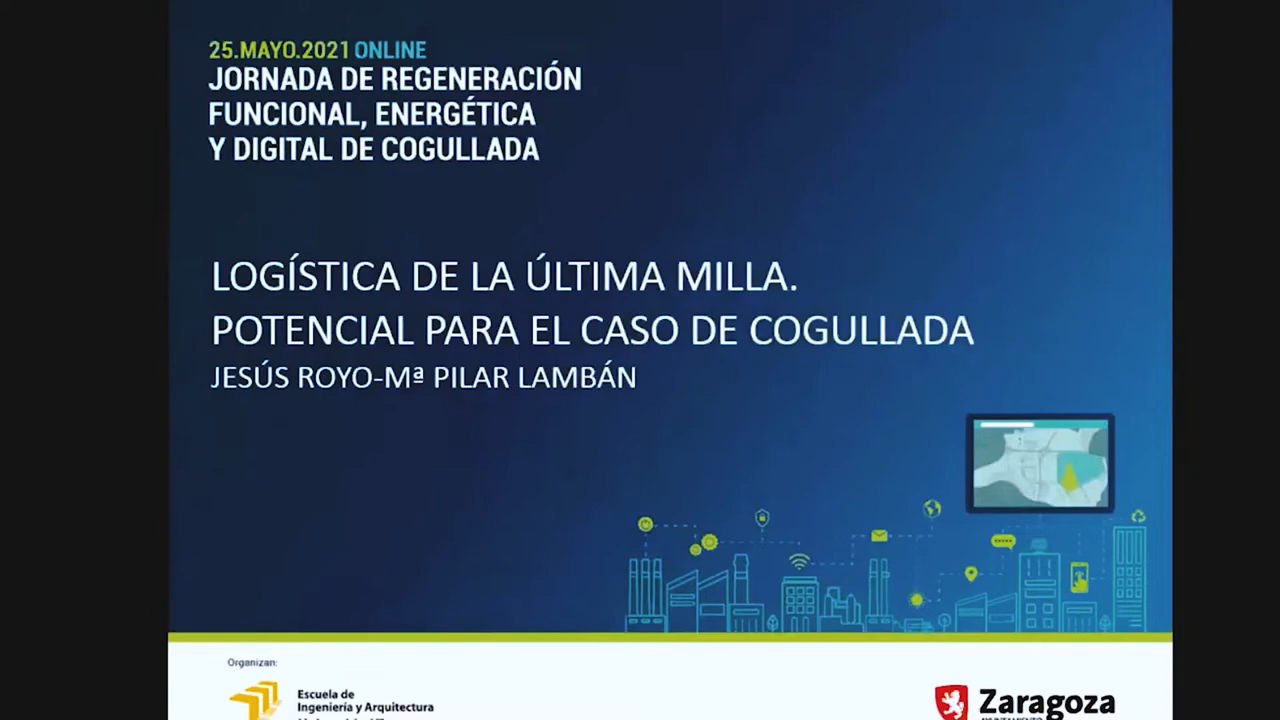 25.MAYO.2021 ONLINE
JORNADA DE REGENERACIÓN
FUNCIONAL, ENERGÉTICA
Y DIGITAL DE COGULLADA
LOGÍSTICA DE LA ÚLTIMA MILLA.
POTENCIAL PARA EL CASO DE COGULLADA
JESÚS ROYO-Mª PILAR LAMBÁN
Organizan:
Escuela de
Ingeniería y Arquitectura
Zaragoza
AYUNTAMIENTO